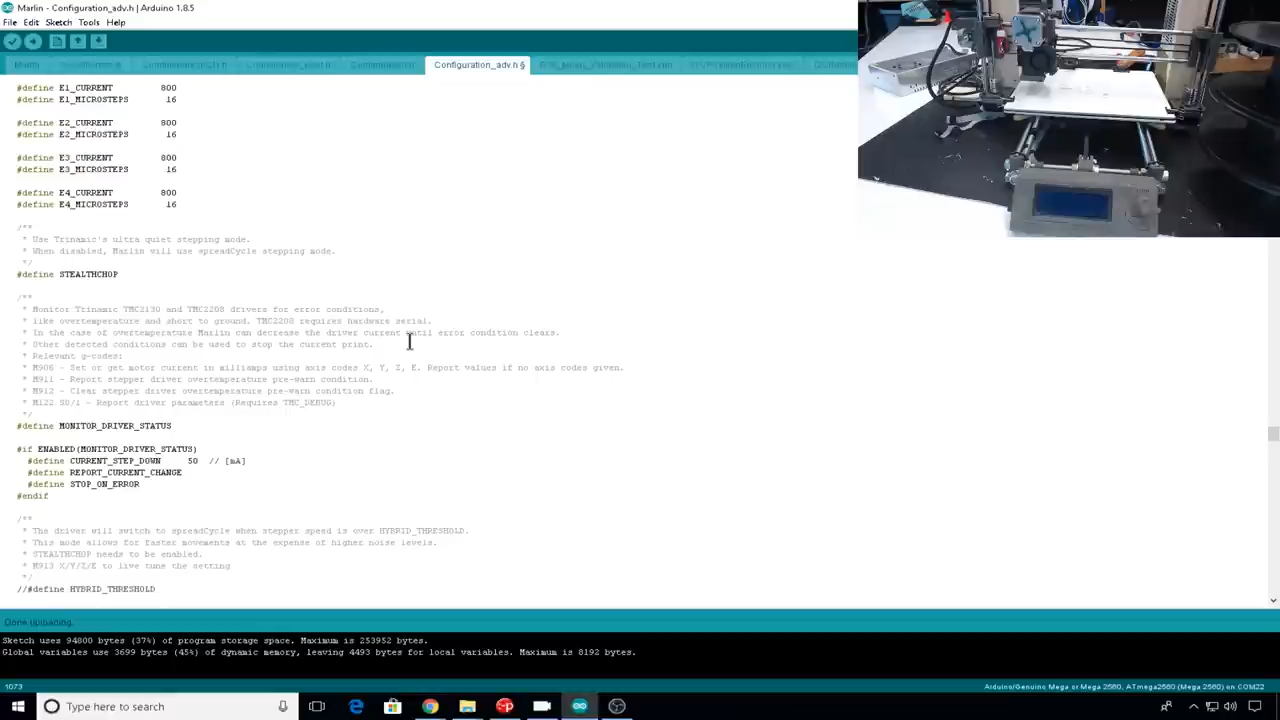 Marlin - Configuration_adv.h | Arduino 1.8.5
File Edit Sketch Tools Help
Configuration_adv.h §
#define E1_CURRENT 800
#define E1_MICROSTEPS 16
#define E2_CURRENT 800
#define E2_MICROSTEPS 16
#define E3_CURRENT 800
#define E3_MICROSTEPS 16
#define E4_CURRENT 800
#define E4_MICROSTEPS 16
/**
* Use Trinamic's ultra quiet stepping mode.
* When disabled, Marlin will use spreadCycle stepping mode.
*/
#define STEALTHCHOP
/**
* Monitor Trinamic TMC2130 and TMC2208 drivers for error conditions,
* like overtemperature and short to ground. TMC2208 requires hardware serial.
* In the case of overtemperature Marlin can decrease the driver current until error condition clears.
* Other detected conditions can be used to stop the current print.
* Relevant g-codes:
* M906 - Set or get motor current in milliamps using axis codes X, Y, Z, E. Report values if no axis codes given.
* M911 - Report stepper driver overtemperature pre-warn condition.
* M912 - Clear stepper driver overtemperature pre-warn condition flag.
* M122 S0/1 - Report driver parameters (Requires TMC_DEBUG)
*/
#define MONITOR_DRIVER_STATUS
#if ENABLED(MONITOR_DRIVER_STATUS)
#define CURRENT_STEP_DOWN 50 // [mA]
#define REPORT_CURRENT_CHANGE
#define STOP_ON_ERROR
#endif
/**
* The driver will switch to spreadCycle when stepper speed is over HYBRID_THRESHOLD.
* This mode allows for faster movements at the expense of higher noise levels.
* STEALTHCHOP needs to be enabled.
* M913 X/Y/Z/E to live tune the setting
*/
//#define HYBRID_THRESHOLD
Done uploading.
Sketch uses 94800 bytes (37%) of program storage space. Maximum is 253952 bytes.
Global variables use 3699 bytes (45%) of dynamic memory, leaving 4493 bytes for local variables. Maximum is 8192 bytes.
1073
Arduino/Genuino Mega or Mega 2560, ATmega2560 (Mega 2560) on COM22
Type here to search